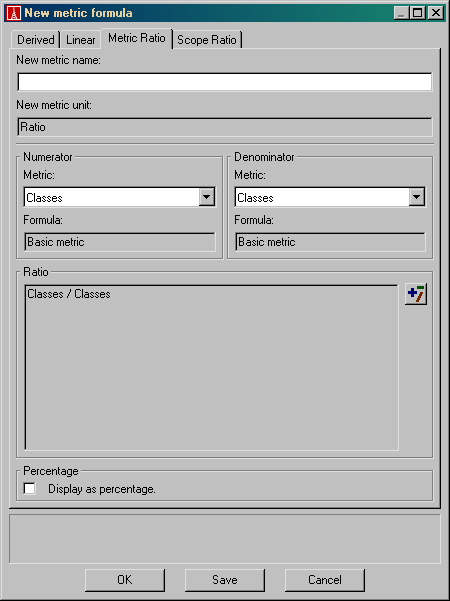 New metric formula
Derived Linear Metric Ratio Scope Ratio
New metric name:
New metric unit:
Ratio
Numerator Denominator
Metric: Metric:
Classes Classes
Formula: Formula:
Basic metric Basic metric
Ratio
Classes / Classes
Percentage
Display as percentage.
OK Save Cancel